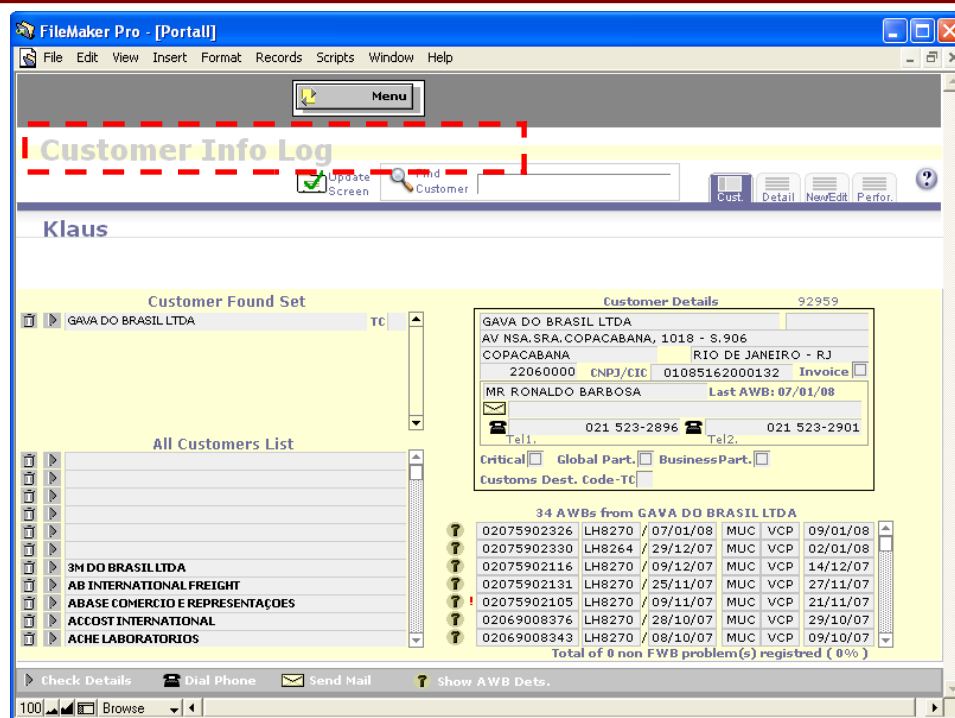 FileMaker Pro - [Portall]
File Edit View Insert Format Records Scripts Window Help
Menu
Customer Info Log
Update Screen
Find Customer
Cust. Detail New/Edit Perfor.
?
Klaus
Customer Found Set
GAVA DO BRASIL LTDA TC
All Customers List
3M DO BRASIL LTDA
AB INTERNATIONAL FREIGHT
ABASE COMERCIO E REPRESENTAÇOES
ACCOST INTERNATIONAL
ACHE LABORATORIOS
Customer Details 92959
GAVA DO BRASIL LTDA
AV NSA.SRA.COPACABANA, 1018 - S.906
COPACABANA RIO DE JANEIRO - RJ
22060000 CNPJ/CIC 01085162000132 Invoice
MR RONALDO BARBOSA Last AWB: 07/01/08
021 523-2896 021 523-2901
Tel1. Tel2.
Critical Global Part. Business Part.
Customs Dest. Code-TC
34 AWBs from GAVA DO BRASIL LTDA
? 02075902326 LH8270 / 07/01/08 MUC VCP 09/01/08
? 02075902330 LH8264 / 29/12/07 MUC VCP 02/01/08
? 02075902116 LH8270 / 09/12/07 MUC VCP 14/12/07
? 02075902131 LH8270 / 25/11/07 MUC VCP 27/11/07
? ! 02075902105 LH8270 / 09/11/07 MUC VCP 21/11/07
? 02069008376 LH8270 / 28/10/07 MUC VCP 29/10/07
? 02069008343 LH8270 / 08/10/07 MUC VCP 09/10/07
Total of 0 non FWB problem(s) registred ( 0% )
Check Details Dial Phone Send Mail ? Show AWB Dets.
100 Browse